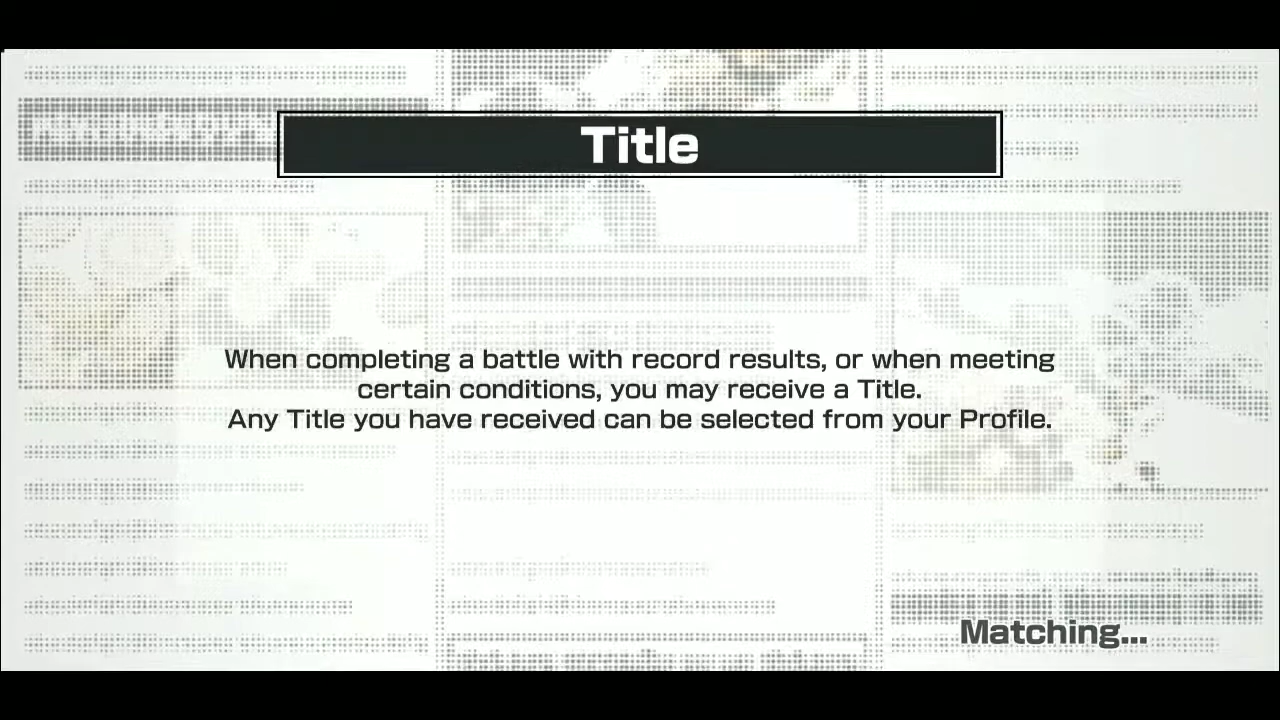 Title
When completing a battle with record results, or when meeting
certain conditions, you may receive a Title.
Any Title you have received can be selected from your Profile.
Matching...